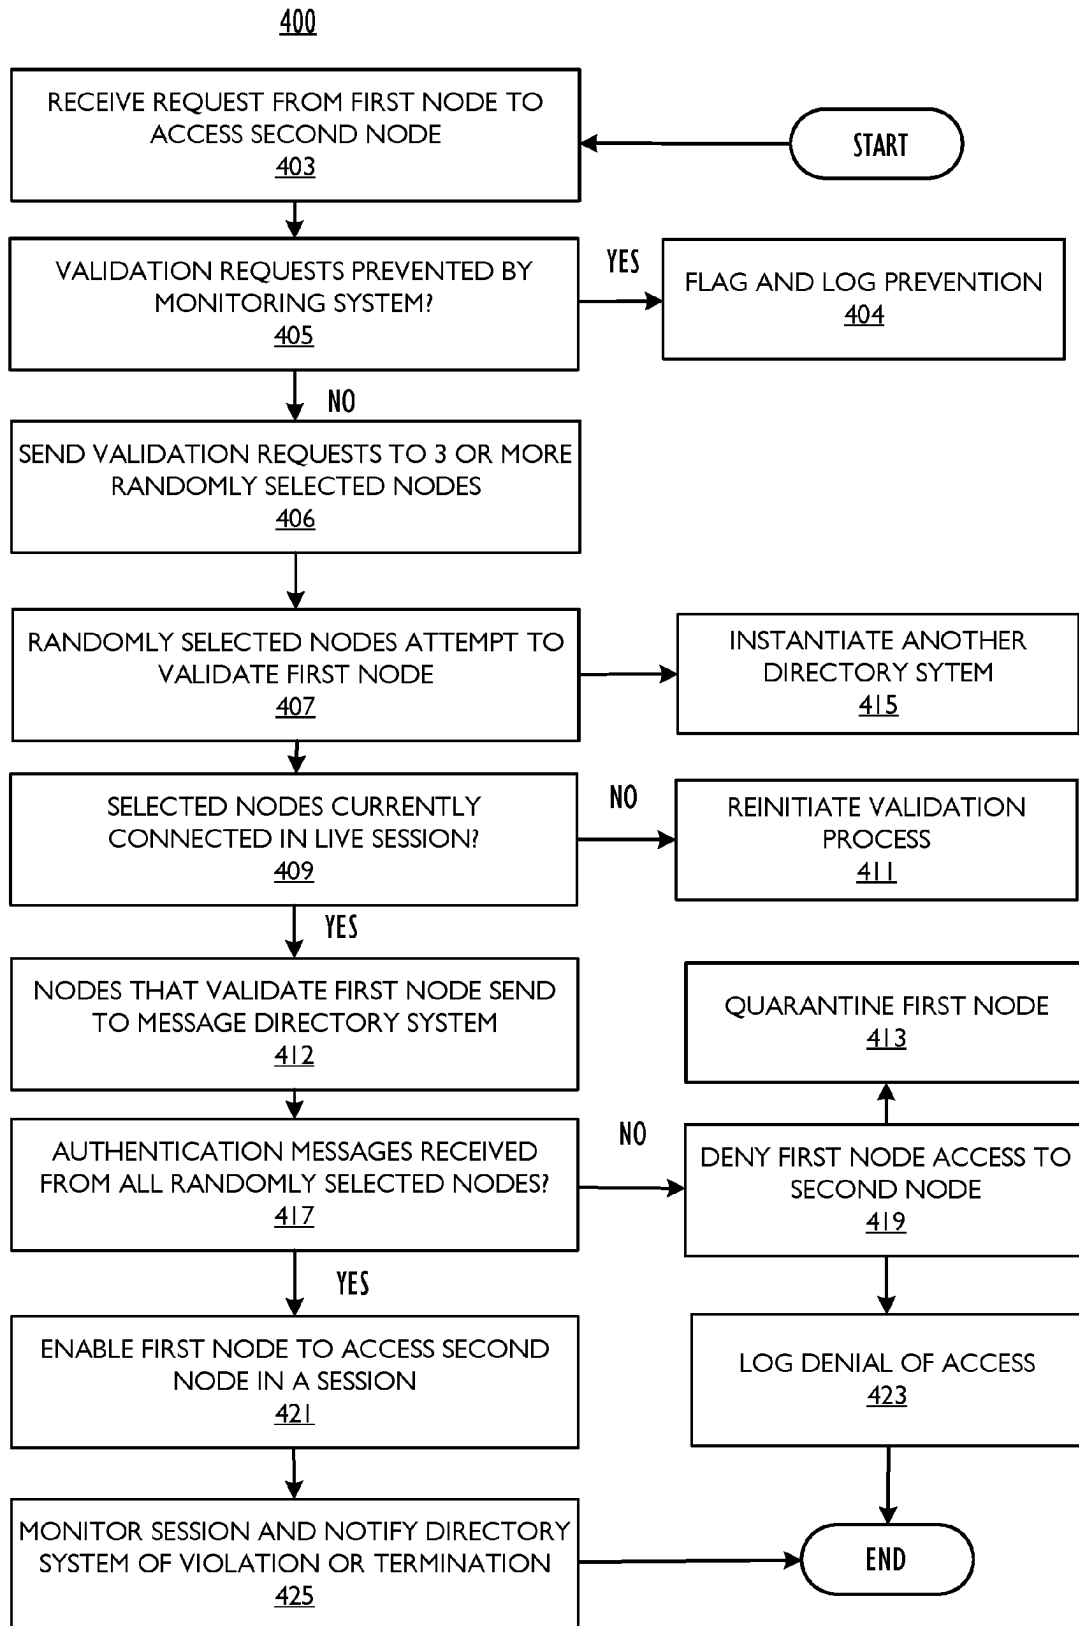 400
RECEIVE REQUEST FROM FIRST NODE TO
ACCESS SECOND NODE
403
START
VALIDATION REQUESTS PREVENTED BY
MONITORING SYSTEM?
405
YES
FLAG AND LOG PREVENTION
404
NO
SEND VALIDATION REQUESTS TO 3 OR MORE
RANDOMLY SELECTED NODES
406
RANDOMLY SELECTED NODES ATTEMPT TO
VALIDATE FIRST NODE
407
INSTANTIATE ANOTHER
DIRECTORY SYTEM
415
SELECTED NODES CURRENTLY
CONNECTED IN LIVE SESSION?
409
NO
REINITIATE VALIDATION
PROCESS
411
YES
NODES THAT VALIDATE FIRST NODE SEND
TO MESSAGE DIRECTORY SYSTEM
412
QUARANTINE FIRST NODE
413
AUTHENTICATION MESSAGES RECEIVED
FROM ALL RANDOMLY SELECTED NODES?
417
NO
DENY FIRST NODE ACCESS TO
SECOND NODE
419
YES
ENABLE FIRST NODE TO ACCESS SECOND
NODE IN A SESSION
421
LOG DENIAL OF ACCESS
423
MONITOR SESSION AND NOTIFY DIRECTORY
SYSTEM OF VIOLATION OR TERMINATION
425
END